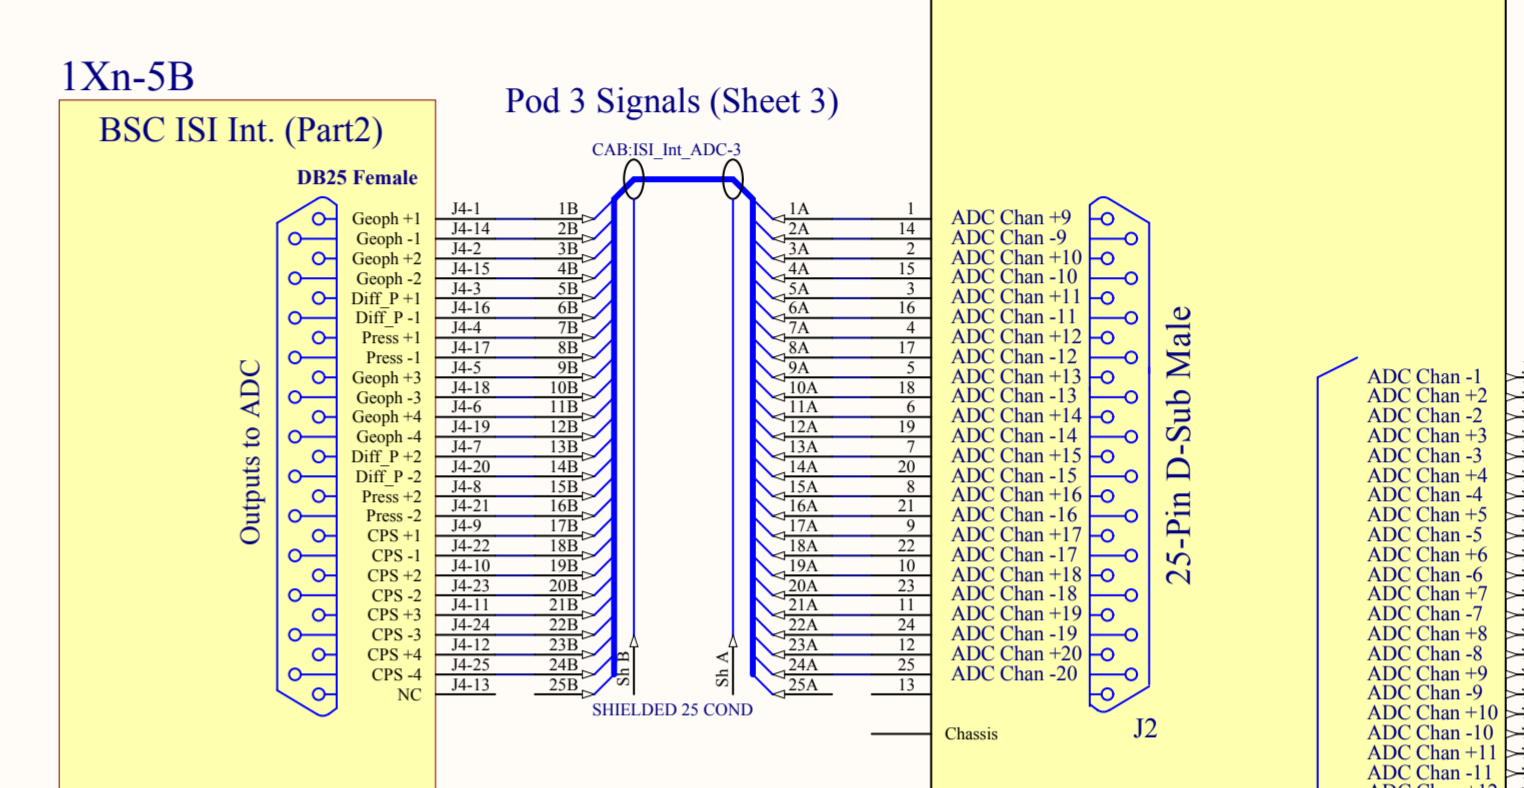 1Xn-5B
BSC ISI Int. (Part2)
Pod 3 Signals (Sheet 3)
CAB:ISI_Int_ADC-3
DB25 Female
Outputs to ADC
Geoph +1 J4-1 1B 1A 1 ADC Chan +9
Geoph -1 J4-14 2B 2A 14 ADC Chan -9
Geoph +2 J4-2 3B 3A 2 ADC Chan +10
Geoph -2 J4-15 4B 4A 15 ADC Chan -10
Diff_P +1 J4-3 5B 5A 3 ADC Chan +11
Diff_P -1 J4-16 6B 6A 16 ADC Chan -11
Press +1 J4-4 7B 7A 4 ADC Chan +12
Press -1 J4-17 8B 8A 17 ADC Chan -12
Geoph +3 J4-5 9B 9A 5 ADC Chan +13
Geoph -3 J4-18 10B 10A 18 ADC Chan -13
Geoph +4 J4-6 11B 11A 6 ADC Chan +14
Geoph -4 J4-19 12B 12A 19 ADC Chan -14
Diff_P +2 J4-7 13B 13A 7 ADC Chan +15
Diff_P -2 J4-20 14B 14A 20 ADC Chan -15
Press +2 J4-8 15B 15A 8 ADC Chan +16
Press -2 J4-21 16B 16A 21 ADC Chan -16
CPS +1 J4-9 17B 17A 9 ADC Chan +17
CPS -1 J4-22 18B 18A 22 ADC Chan -17
CPS +2 J4-10 19B 19A 10 ADC Chan +18
CPS -2 J4-23 20B 20A 23 ADC Chan -18
CPS +3 J4-11 21B 21A 11 ADC Chan +19
CPS -3 J4-24 22B 22A 24 ADC Chan -19
CPS +4 J4-12 23B 23A 12 ADC Chan +20
CPS -4 J4-25 24B 24A 25 ADC Chan -20
NC J4-13 25B 25A 13
Sh B
Sh A
SHIELDED 25 COND
Chassis
J2
25-Pin D-Sub Male
ADC Chan -1
ADC Chan +2
ADC Chan -2
ADC Chan +3
ADC Chan -3
ADC Chan +4
ADC Chan -4
ADC Chan +5
ADC Chan -5
ADC Chan +6
ADC Chan -6
ADC Chan +7
ADC Chan -7
ADC Chan +8
ADC Chan -8
ADC Chan +9
ADC Chan -9
ADC Chan +10
ADC Chan -10
ADC Chan +11
ADC Chan -11